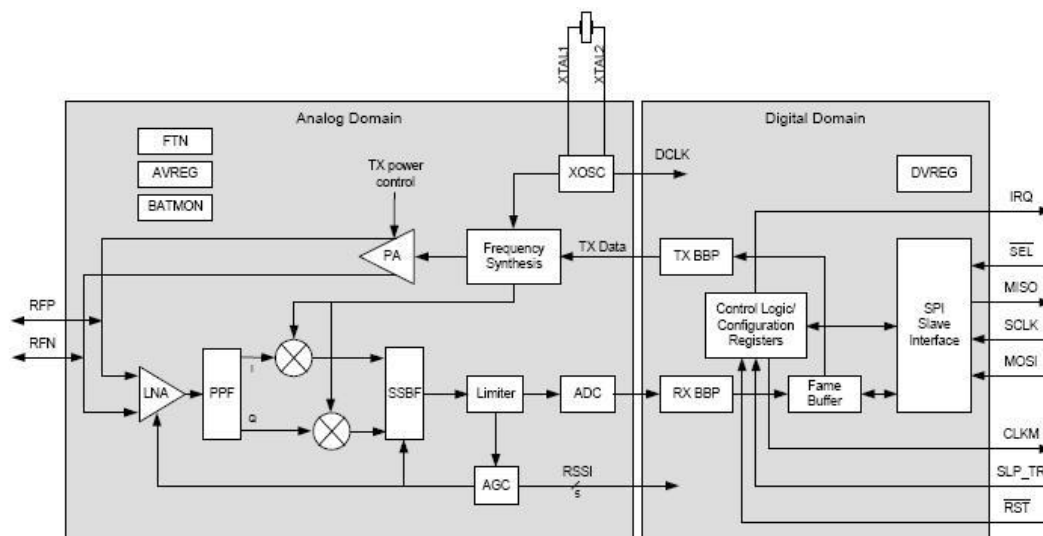 XTAL1
XTAL2
Analog Domain
Digital Domain
FTN
AVREG
BATMON
TX power
control
XOSC
DCLK
DVREG
IRQ
PA
Frequency
Synthesis
TX Data
TX BBP
SEL
MISO
SCLK
MOSI
RFP
RFN
Control Logic/
Configuration
Registers
SPI
Slave
Interface
LNA
PPF
I
Q
SSBF
Limiter
ADC
RX BBP
Fame
Buffer
CLKM
AGC
RSSI
5
SLP_TR
RST